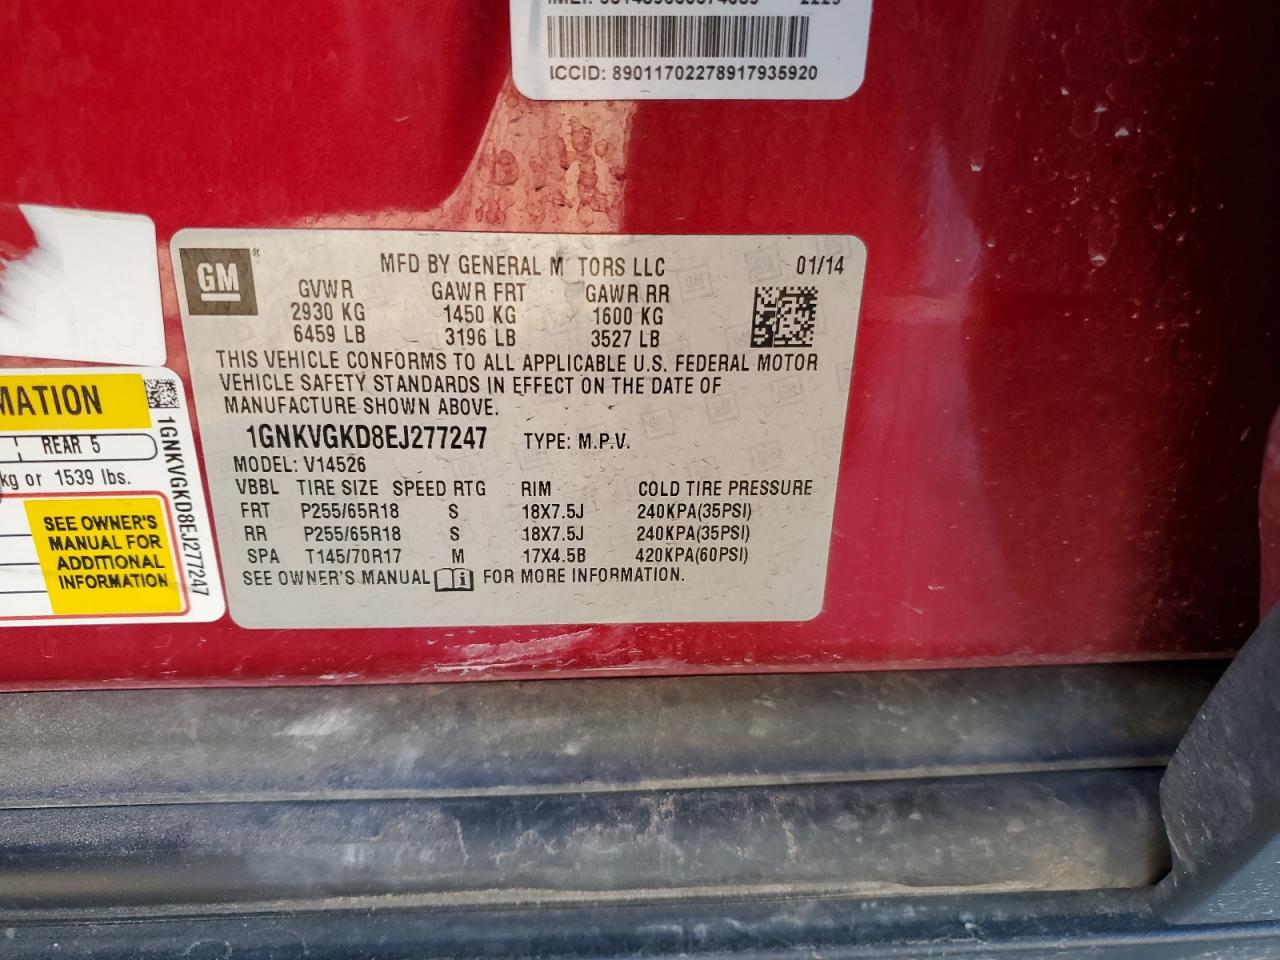 ICCID: 89011702278917935920
GM®
MFD BY GENERAL M TORS LLC
01/14
GVWR GAWR FRT GAWR RR
2930 KG 1450 KG 1600 KG
6459 LB 3196 LB 3527 LB
THIS VEHICLE CONFORMS TO ALL APPLICABLE U.S. FEDERAL MOTOR
VEHICLE SAFETY STANDARDS IN EFFECT ON THE DATE OF
MANUFACTURE SHOWN ABOVE.
1GNKVGKD8EJ277247 TYPE: M.P.V.
MODEL: V14526
VBBL TIRE SIZE SPEED RTG RIM COLD TIRE PRESSURE
FRT P255/65R18 S 18X7.5J 240KPA(35PSI)
RR P255/65R18 S 18X7.5J 240KPA(35PSI)
SPA T145/70R17 M 17X4.5B 420KPA(60PSI)
SEE OWNER'S MANUAL FOR MORE INFORMATION.
MATION
REAR 5
kg or 1539 lbs.
SEE OWNER'S
MANUAL FOR
ADDITIONAL
INFORMATION
1GNKVGKD8EJ277247